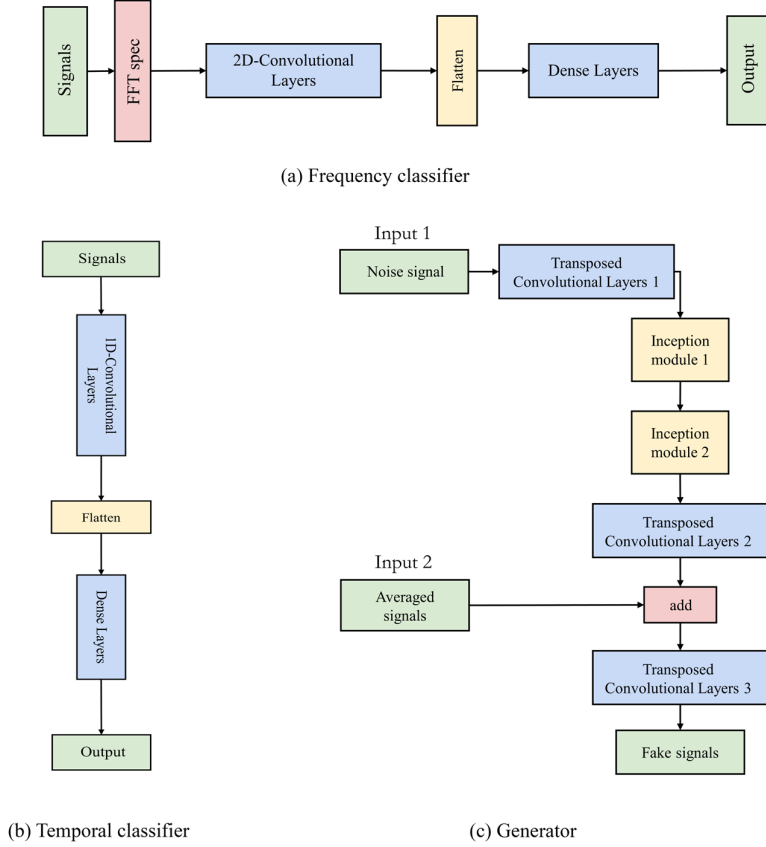 Signals
FFT spec
2D-Convolutional
Layers
Flatten
Dense Layers
Output
(a) Frequency classifier
Signals
1D-Convolutional
Layers
Flatten
Dense Layers
Output
(b) Temporal classifier
Input 1
Noise signal
Transposed
Convolutional Layers 1
Inception
module 1
Inception
module 2
Transposed
Convolutional Layers 2
Input 2
Averaged
signals
add
Transposed
Convolutional Layers 3
Fake signals
(c) Generator